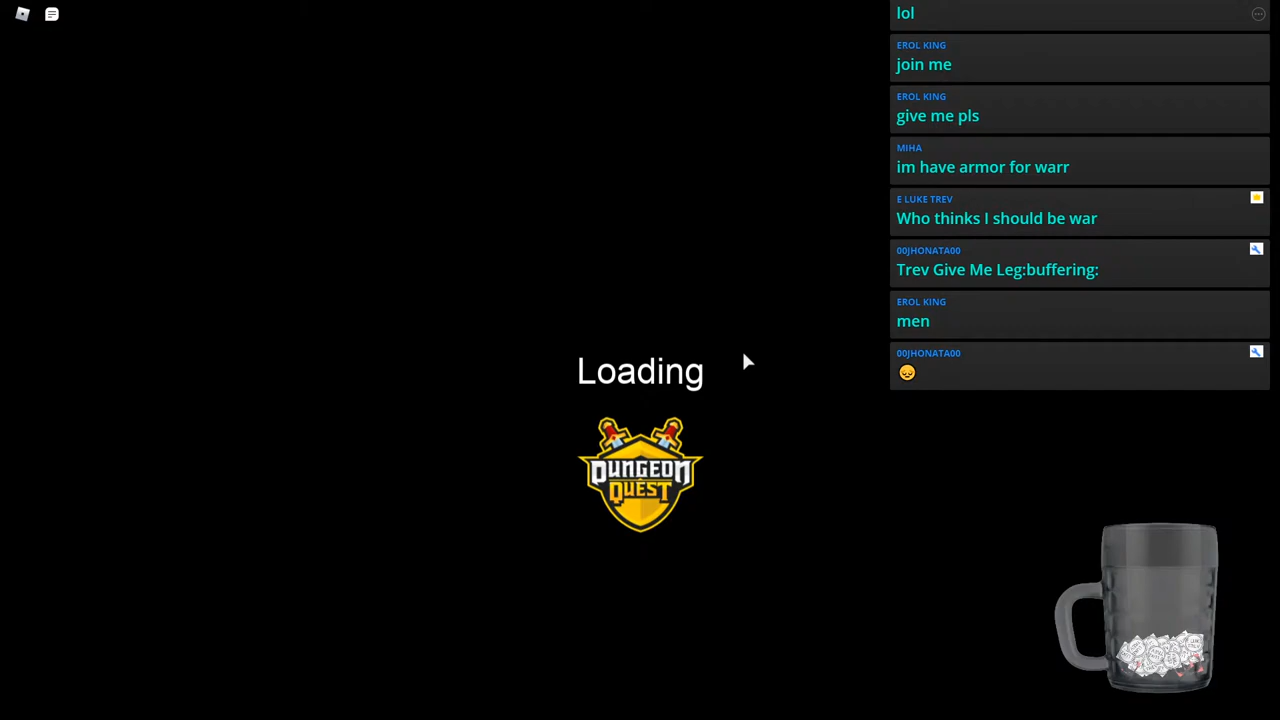 lol
EROL KING
join me
EROL KING
give me pls
MIHA
im have armor for warr
E LUKE TREV
Who thinks I should be war
00JHONATA00
Trev Give Me Leg:buffering:
EROL KING
men
00JHONATA00
😔
Loading
DUNGEON
QUEST